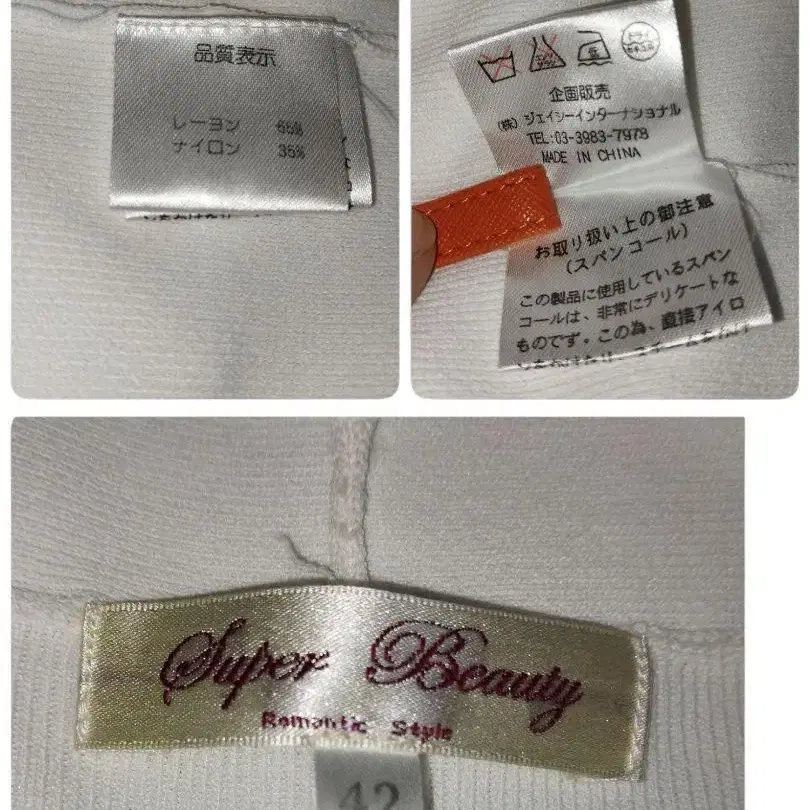 品質表示
レーヨン 65%
ナイロン 35%
企画販売
(株)ジェイシーインターナショナル
TEL:03-3983-7978
MADE IN CHINA
お取り扱い上の御注意
(スパンコール)
この製品に使用しているスパン
コールは、非常にデリケートな
ものです。この為、直接アイロ
Super Beauty
Romantic Style
42